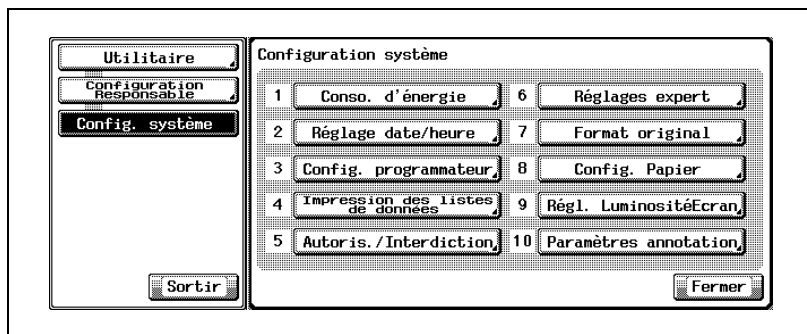 Utilitaire
Configuration
Responsable
Config. système
Sortir
Configuration système
1 Conso. d'énergie
2 Réglage date/heure
3 Config. programmateur
4 Impression des listes
de données
5 Autoris./Interdiction
6 Réglages expert
7 Format original
8 Config. Papier
9 Régl. LuminositéEcran
10 Paramètres annotation
Fermer